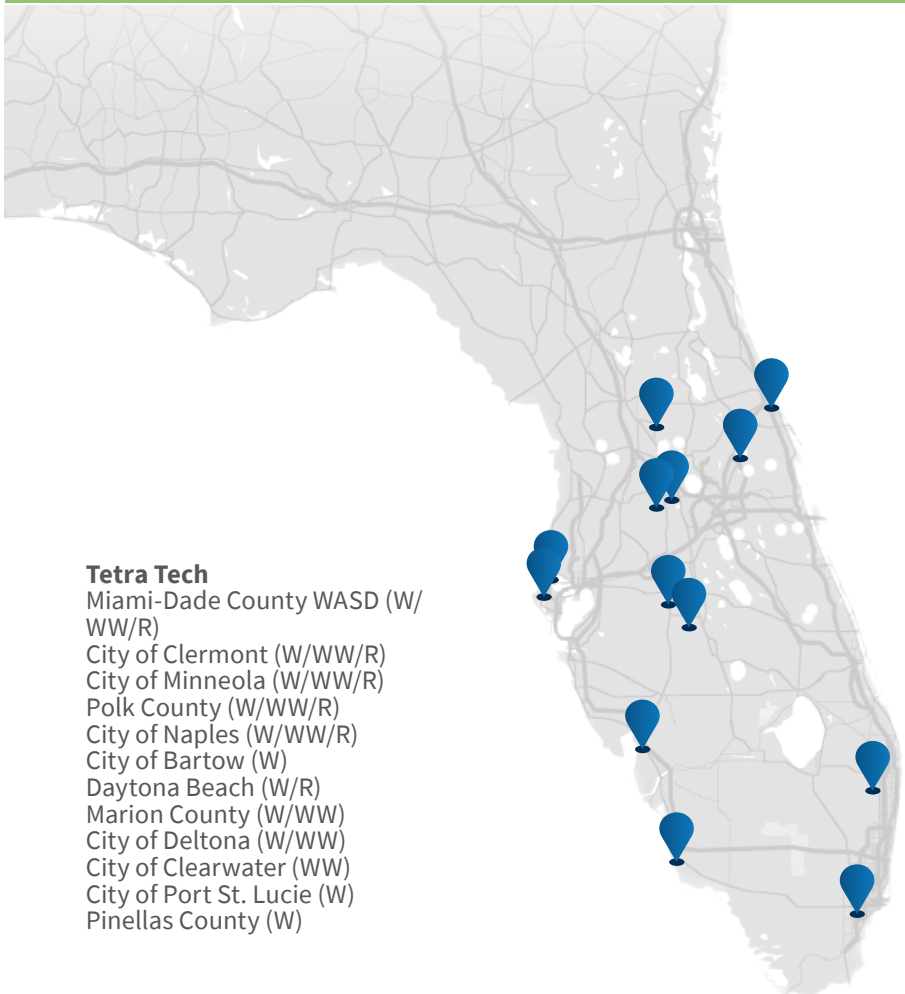 Tetra Tech
Miami-Dade County WASD (W/
WW/R)
City of Clermont (W/WW/R)
City of Minneola (W/WW/R)
Polk County (W/WW/R)
City of Naples (W/WW/R)
City of Bartow (W)
Daytona Beach (W/R)
Marion County (W/WW)
City of Deltona (W/WW)
City of Clearwater (WW)
City of Port St. Lucie (W)
Pinellas County (W)